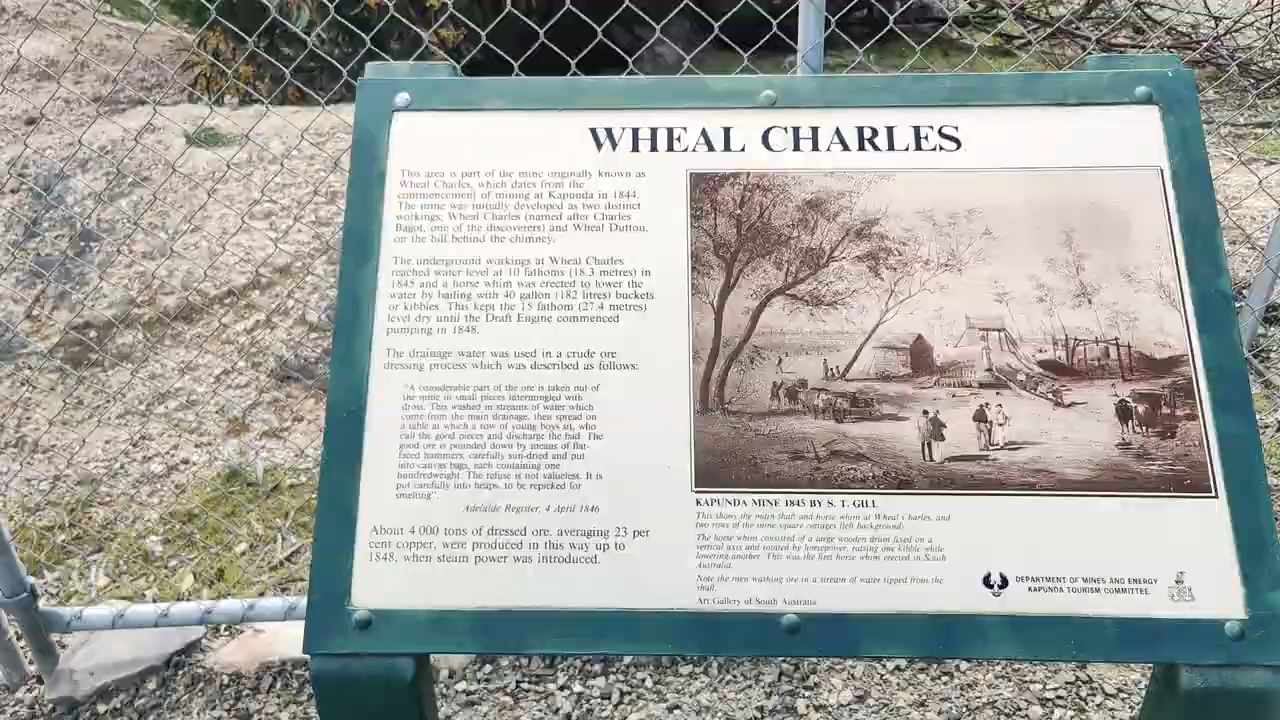 WHEAL CHARLES
This area is part of the mine originally known as
Wheal Charles, which dates from the
commencement of mining at Kapunda in 1844.
The mine was initially developed as two distinct
workings; Wheal Charles (named after Charles
Bagot, one of the discoverers) and Wheal Dutton,
on the hill behind the chimney.
The underground workings at Wheal Charles
reached water level at 10 fathoms (18.3 metres) in
1845 and a horse whim was erected to lower the
water by bailing with 40 gallon (182 litres) buckets
or kibbles. This kept the 15 fathom (27.4 metres)
level dry until the Draft Engine commenced
pumping in 1848.
The drainage water was used in a crude ore
dressing process which was described as follows:
"A considerable part of the ore is taken out of
the mine in small pieces intermingled with
dross. This washed in streams of water which
come from the main drainage, then spread on
a table at which a row of young boys sit, who
cull the good pieces and discharge the bad. The
good ore is pounded down by means of flat-
faced hammers, carefully sun-dried and put
into canvas bags, each containing one
hundredweight. The refuse is not valueless. It is
put carefully into heaps, to be repicked for
smelting".
Adelaide Register, 4 April 1846
About 4 000 tons of dressed ore, averaging 23 per
cent copper, were produced in this way up to
1848, when steam power was introduced.
KAPUNDA MINE 1845 BY S. T. GILL
This shows the main shaft and horse whim at Wheal Charles, and
two rows of the mine square cottages (left background).
The horse whim consisted of a large wooden drum fixed on a
vertical axis and rotated by horsepower, raising one kibble while
lowering another. This was the first horse whim erected in South
Australia.
Note the men washing ore in a stream of water tipped from the
shaft.
Art Gallery of South Australia
DEPARTMENT OF MINES AND ENERGY
KAPUNDA TOURISM COMMITTEE